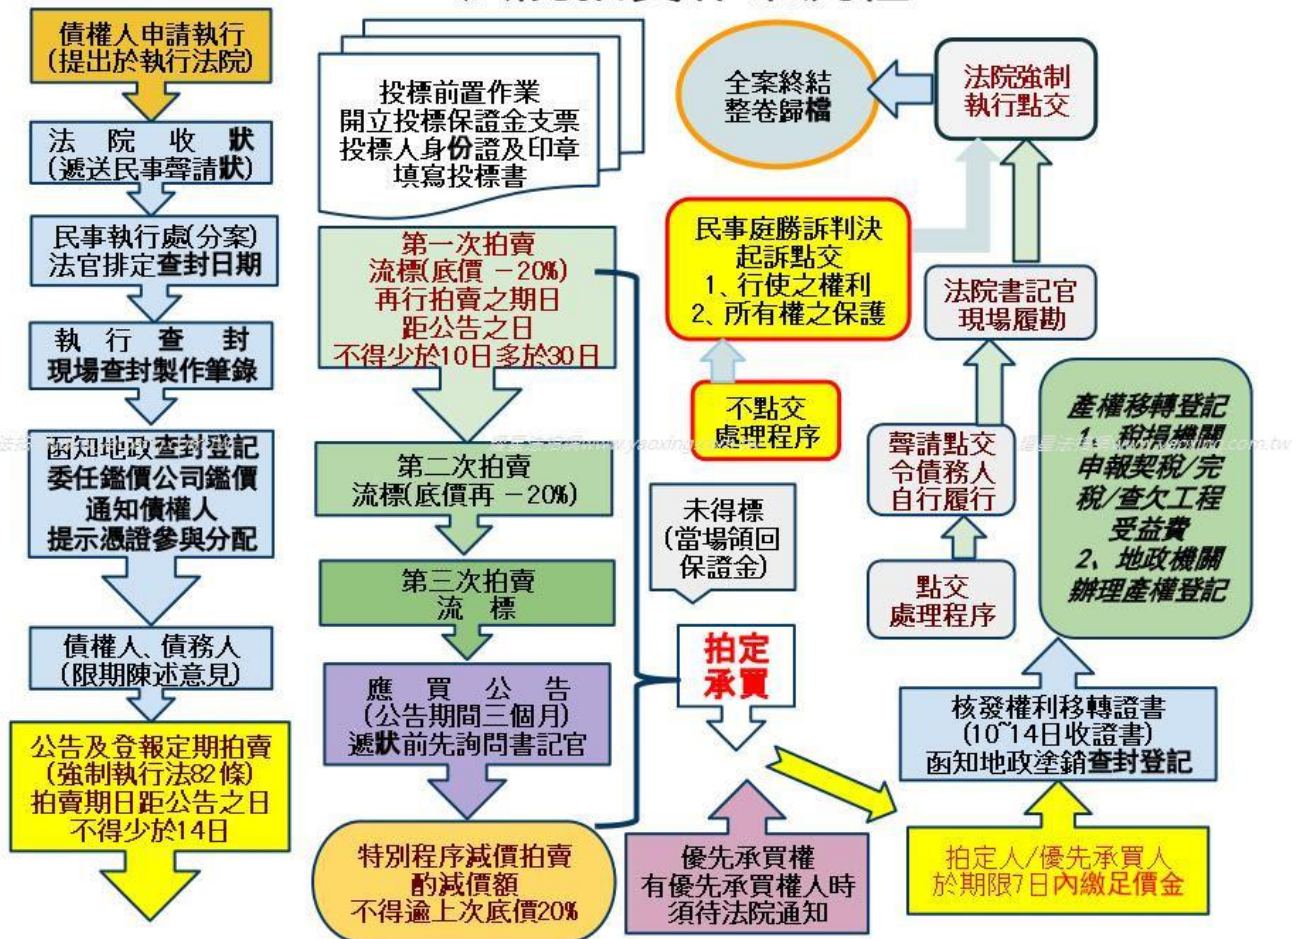 債權人申請執行
(提出於執行法院)
法院收狀
(遞送民事聲請狀)
民事執行處(分案)
法官排定查封日期
執行查封
現場查封製作筆錄
函知地政查封登記
委任鑑價公司鑑價
通知債權人
提示憑證參與分配
債權人、債務人
(限期陳述意見)
公告及登報定期拍賣
(強制執行法82條)
拍賣期日距公告之日
不得少於14日
投標前置作業
開立投標保證金支票
投標人身份證及印章
填寫投標書
第一次拍賣
流標(底價 －20%)
再行拍賣之期日
距公告之日
不得少於10日多於30日
第二次拍賣
流標(底價再 －20%)
第三次拍賣
流標
應買公告
(公告期間三個月)
遞狀前先詢問書記官
特別程序減價拍賣
酌減價額
不得逾上次底價20%
全案終結
整卷歸檔
法院強制
執行點交
民事庭勝訴判決
起訴點交
1、行使之權利
2、所有權之保護
不點交
處理程序
法院書記官
現場履勘
聲請點交
令債務人
自行履行
點交
處理程序
未得標
(當場領回
保證金)
拍定
承買
優先承買權
有優先承買權人時
須待法院通知
產權移轉登記
1、稅捐機關
申報契稅/完
稅/查欠工程
受益費
2、地政機關
辦理產權登記
核發權利移轉證書
(10~14日收證書)
函知地政塗銷查封登記
拍定人/優先承買人
於期限7日內繳足價金